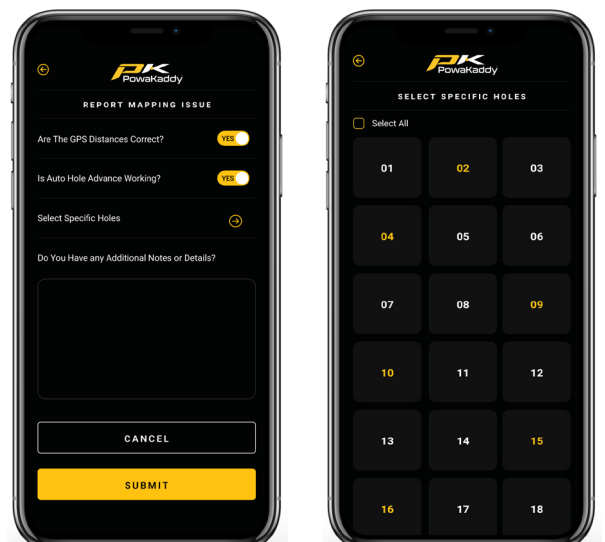 PK
PowaKaddy
REPORT MAPPING ISSUE
Are The GPS Distances Correct?
YES
Is Auto Hole Advance Working?
YES
Select Specific Holes
Do You Have any Additional Notes or Details?
CANCEL
SUBMIT
PK
PowaKaddy
SELECT SPECIFIC HOLES
Select All
01 02 03
04 05 06
07 08 09
10 11 12
13 14 15
16 17 18